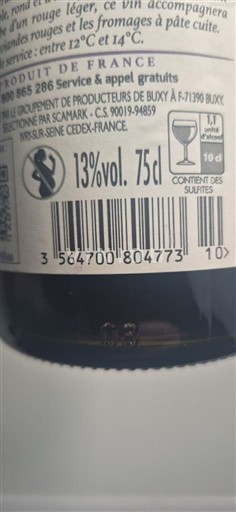 rond et
d'un rouge léger, ce vin accompagnera
viandes rouges et les fromages à pâte cuite.
service : entre 12°C et 14°C.
PRODUIT DE FRANCE
800 865 286 Service & appel gratuits
PAR LE GROUPEMENT DE PRODUCTEURS DE BUXY À F-71390 BUXY.
SÉLECTIONNÉ PAR SCAMARK - C.S. 90019-94859
IVRY-SUR-SEINE CEDEX-FRANCE.
1,1
unité
d'alcool
10 cl
13%vol. 75cl
CONTIENT DES
SULFITES
3 564700 804773 10>